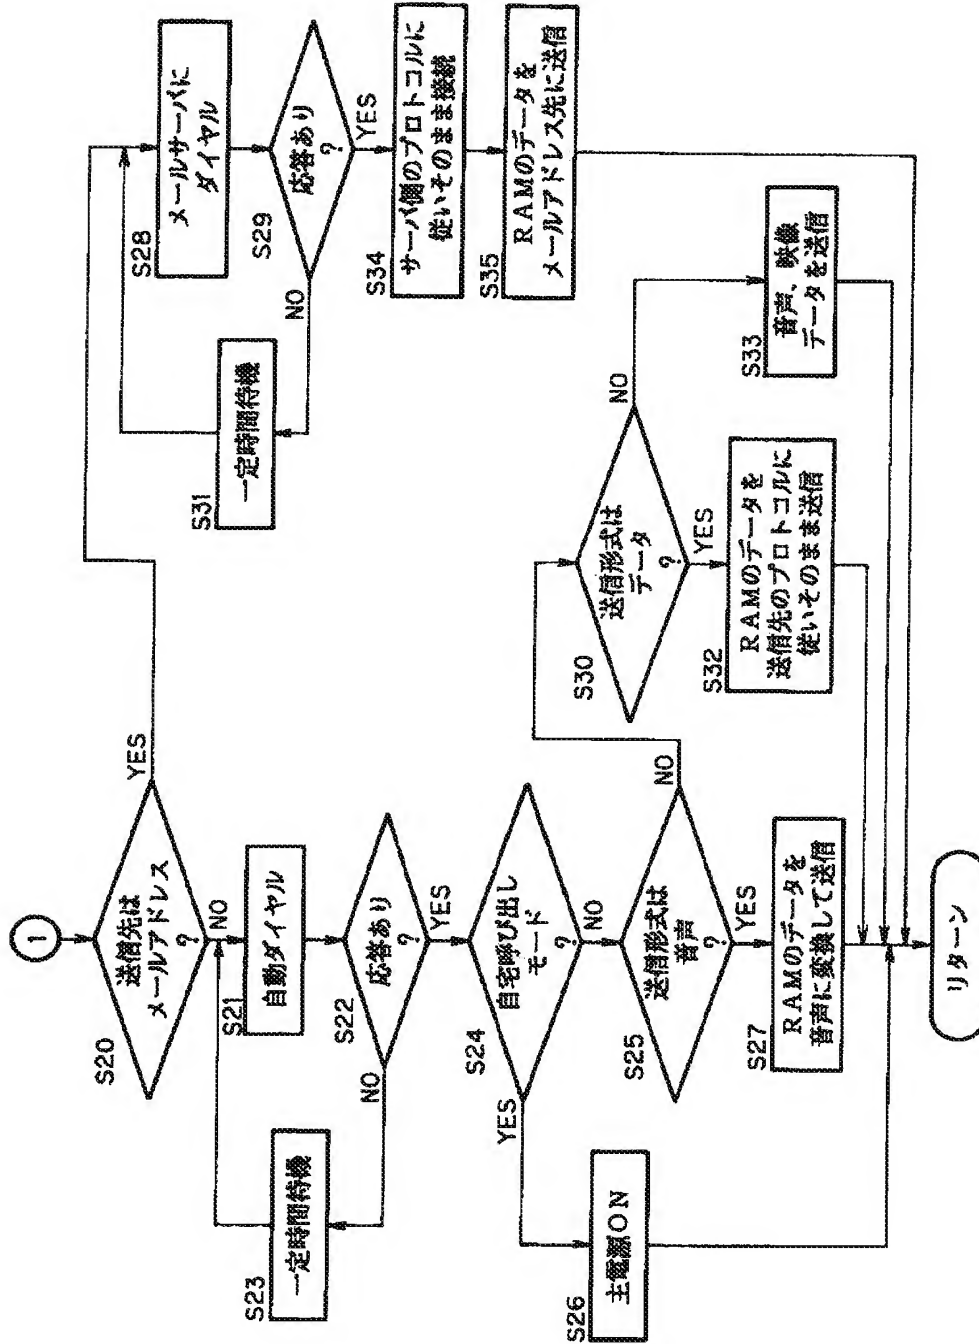 1
S20
送信先は
メールアドレス
?
YES
NO
S21
自動ダイヤル
S22
応答あり
?
NO
YES
S23
一定時間待機
S24
自宅呼び出し
モード
?
YES
NO
S25
送信形式は
音声
?
NO
YES
S26
主電源ON
S27
RAMのデータを
音声に変換して送信
S28
メールサーバに
ダイヤル
S29
応答あり
?
NO
YES
S31
一定時間待機
S34
サーバ側のプロトコルに
従いそのまま接続
S35
RAMのデータを
メールアドレス先に送信
S30
送信形式は
データ
?
NO
YES
S32
RAMのデータを
送信先のプロトコルに
従いそのまま送信
S33
音声、映像
データを送信
リターン